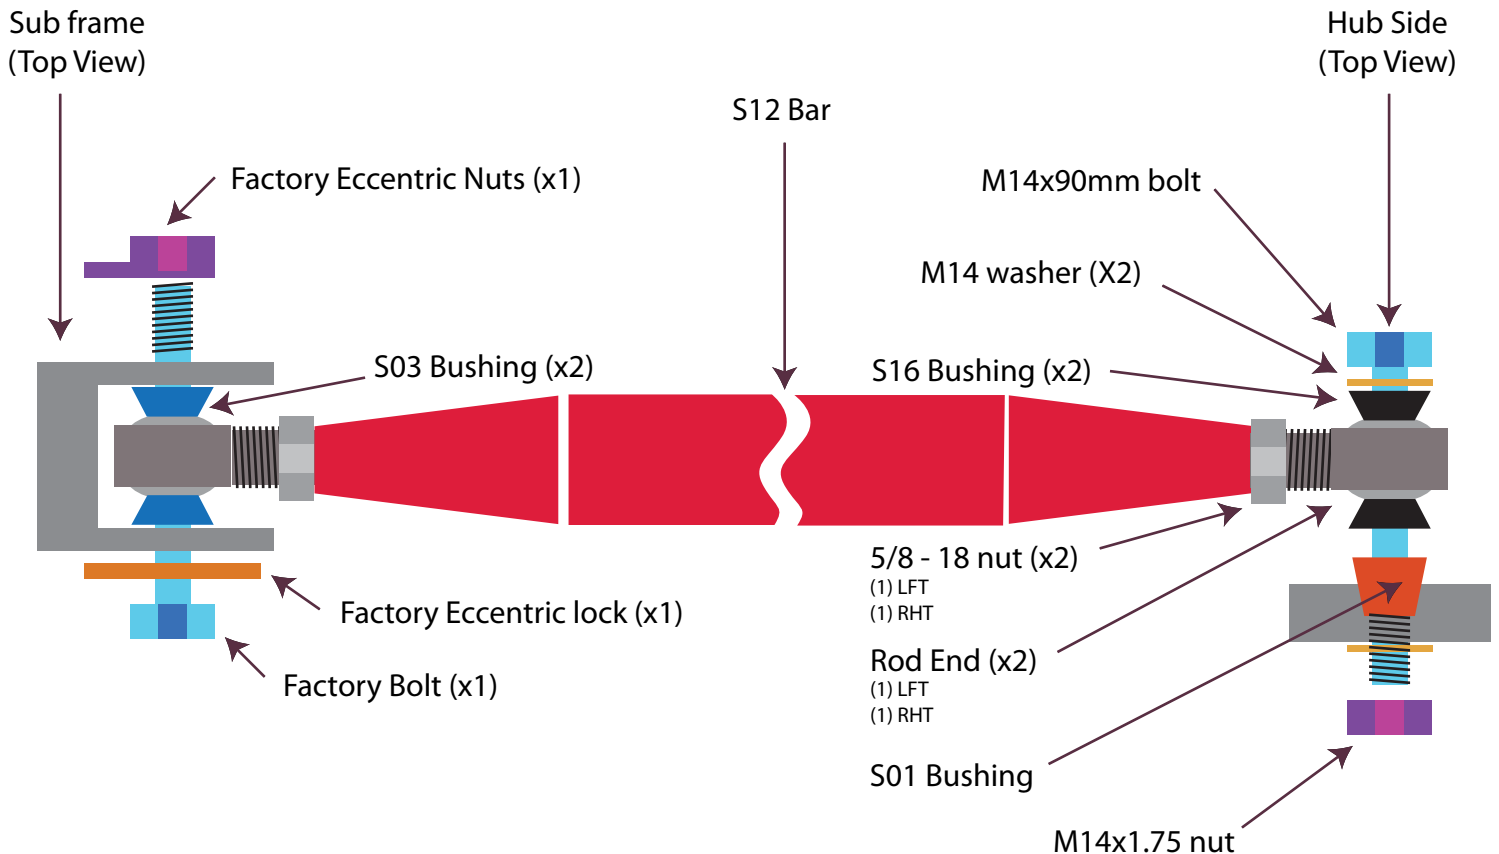 Sub frame
(Top View)
Hub Side
(Top View)
S12 Bar
Factory Eccentric Nuts (x1)
M14x90mm bolt
M14 washer (X2)
S03 Bushing (x2)
S16 Bushing (x2)
5/8 - 18 nut (x2)
(1) LFT
(1) RHT
Factory Eccentric lock (x1)
Rod End (x2)
(1) LFT
(1) RHT
Factory Bolt (x1)
S01 Bushing
M14x1.75 nut